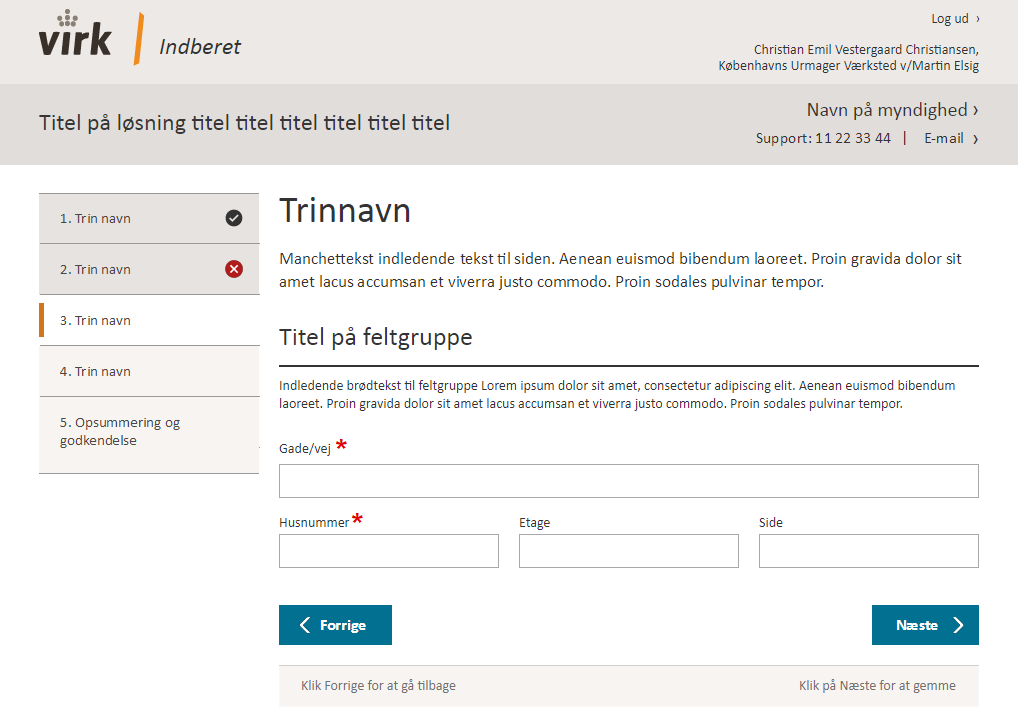 virk
Indberet
Log ud ›
Christian Emil Vestergaard Christiansen,
Københavns Urmager Værksted v/Martin Elsig
Titel på løsning titel titel titel titel titel titel
Navn på myndighed ›
Support: 11 22 33 44 | E-mail ›
1. Trin navn
2. Trin navn
3. Trin navn
4. Trin navn
5. Opsummering og
godkendelse
Trinnavn
Manchettekst indledende tekst til siden. Aenean euismod bibendum laoreet. Proin gravida dolor sit
amet lacus accumsan et viverra justo commodo. Proin sodales pulvinar tempor.
Titel på feltgruppe
Indledende brødtekst til feltgruppe Lorem ipsum dolor sit amet, consectetur adipiscing elit. Aenean euismod bibendum
laoreet. Proin gravida dolor sit amet lacus accumsan et viverra justo commodo. Proin sodales pulvinar tempor.
Gade/vej *
Husnummer * Etage Side
Forrige Næste
Klik Forrige for at gå tilbage Klik på Næste for at gemme